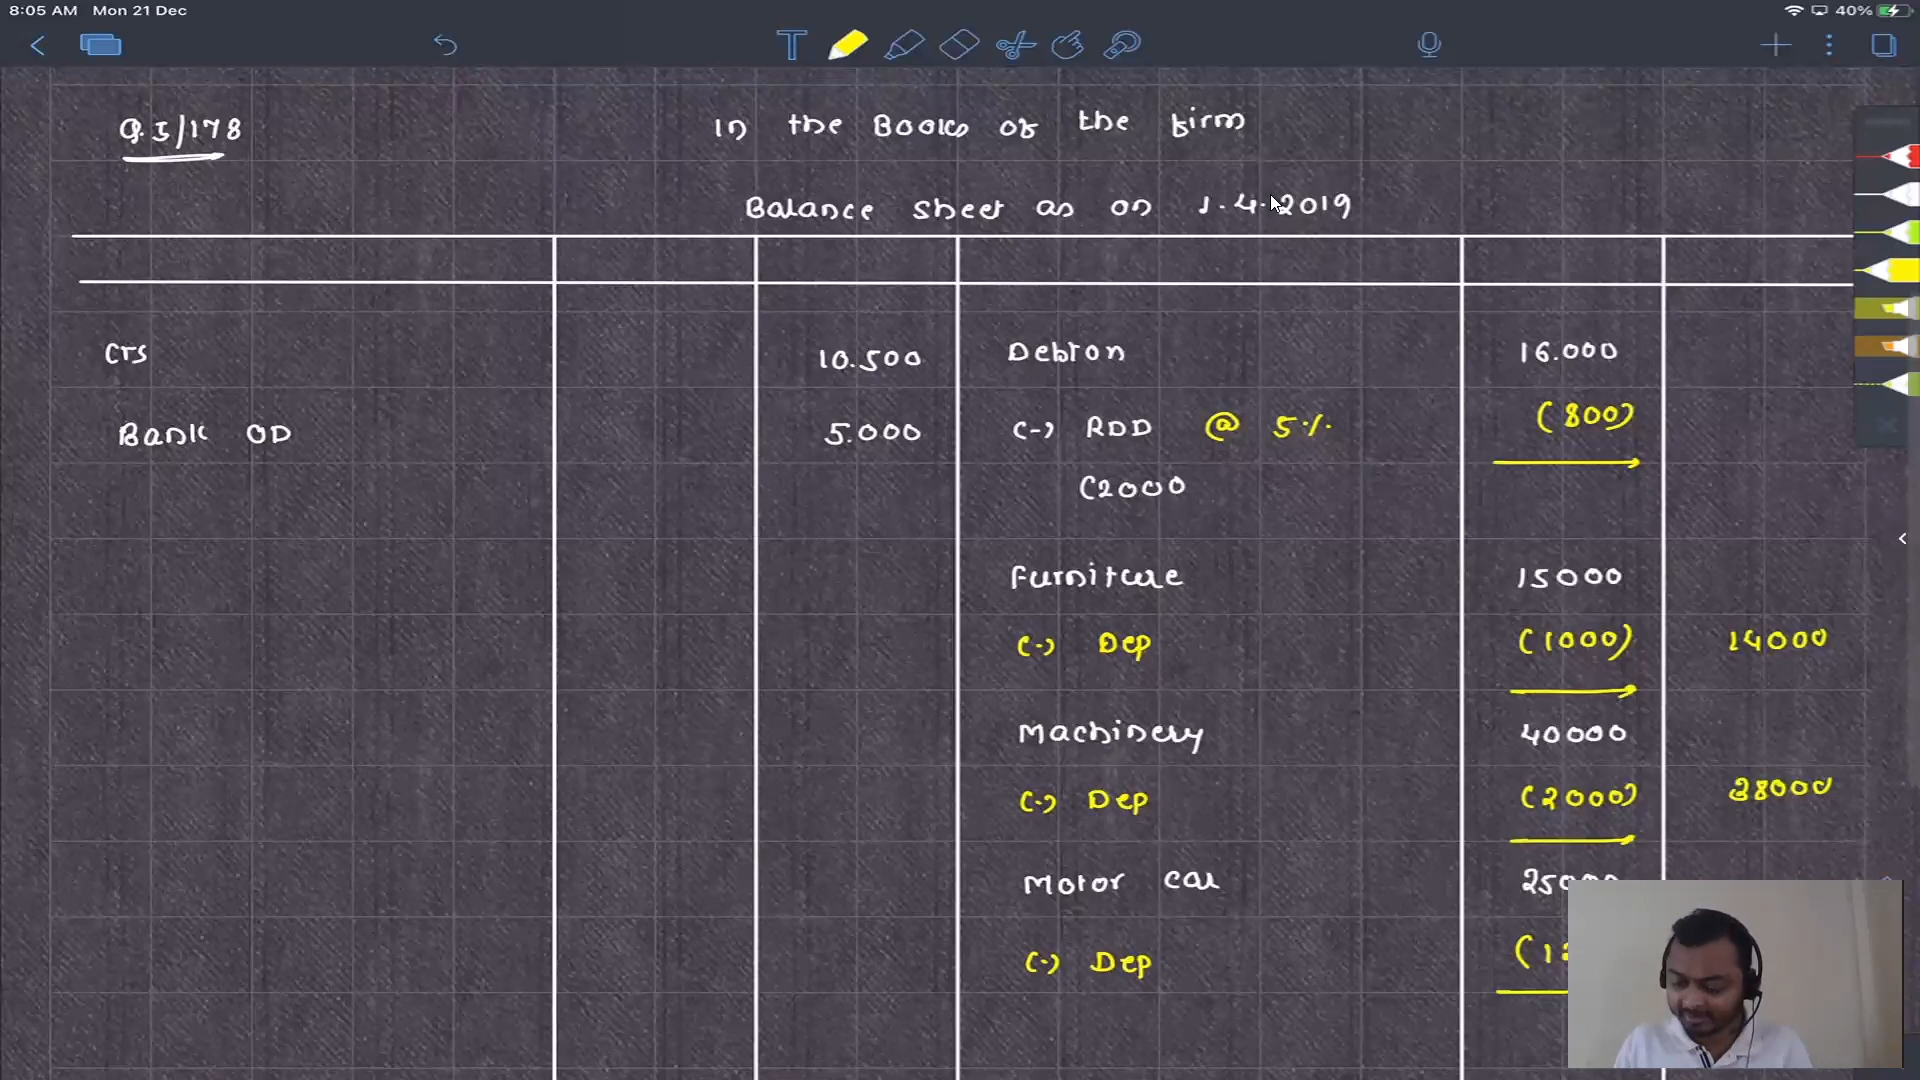 8:05 AM Mon 21 Dec
40%
T
Q.I/178
In the Books of the firm
Balance sheet as on 1.4.2019
Crs 10.500 Debtors 16.000
Bank OD 5.000 (-) RDD @ 5% (800)
(2000
Furniture 15000
(-) Dep (1000) 14000
Machinery 40000
(-) Dep (2000) 38000
Motor car
(-) Dep